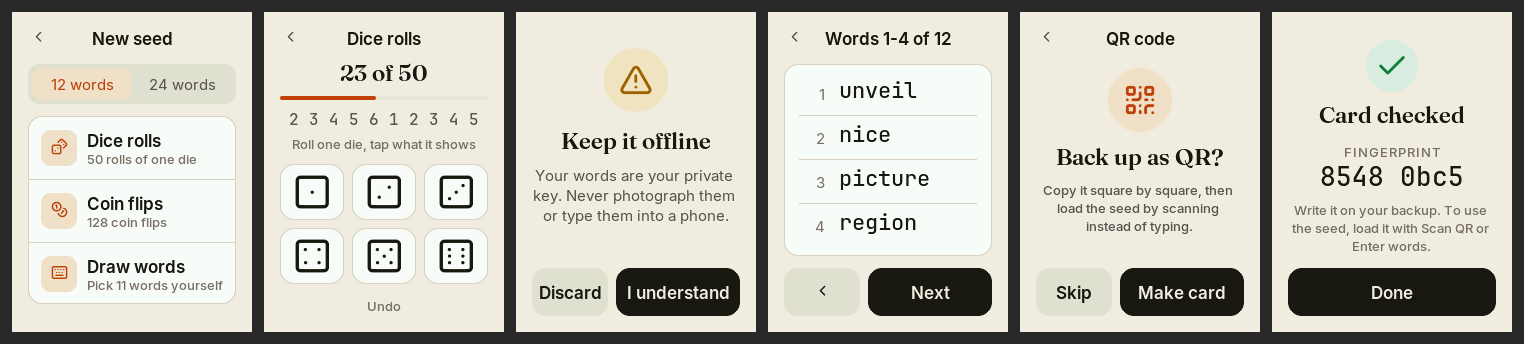 New seed
12 words
24 words
Dice rolls
50 rolls of one die
Coin flips
128 coin flips
Draw words
Pick 11 words yourself
Dice rolls
23 of 50
2 3 4 5 6 1 2 3 4 5
Roll one die, tap what it shows
Undo
Keep it offline
Your words are your private
key. Never photograph them
or type them into a phone.
Discard
I understand
Words 1-4 of 12
1 unveil
2 nice
3 picture
4 region
Next
QR code
Back up as QR?
Copy it square by square, then
load the seed by scanning
instead of typing.
Skip
Make card
Card checked
FINGERPRINT
8548 0bc5
Write it on your backup. To use
the seed, load it with Scan QR or
Enter words.
Done